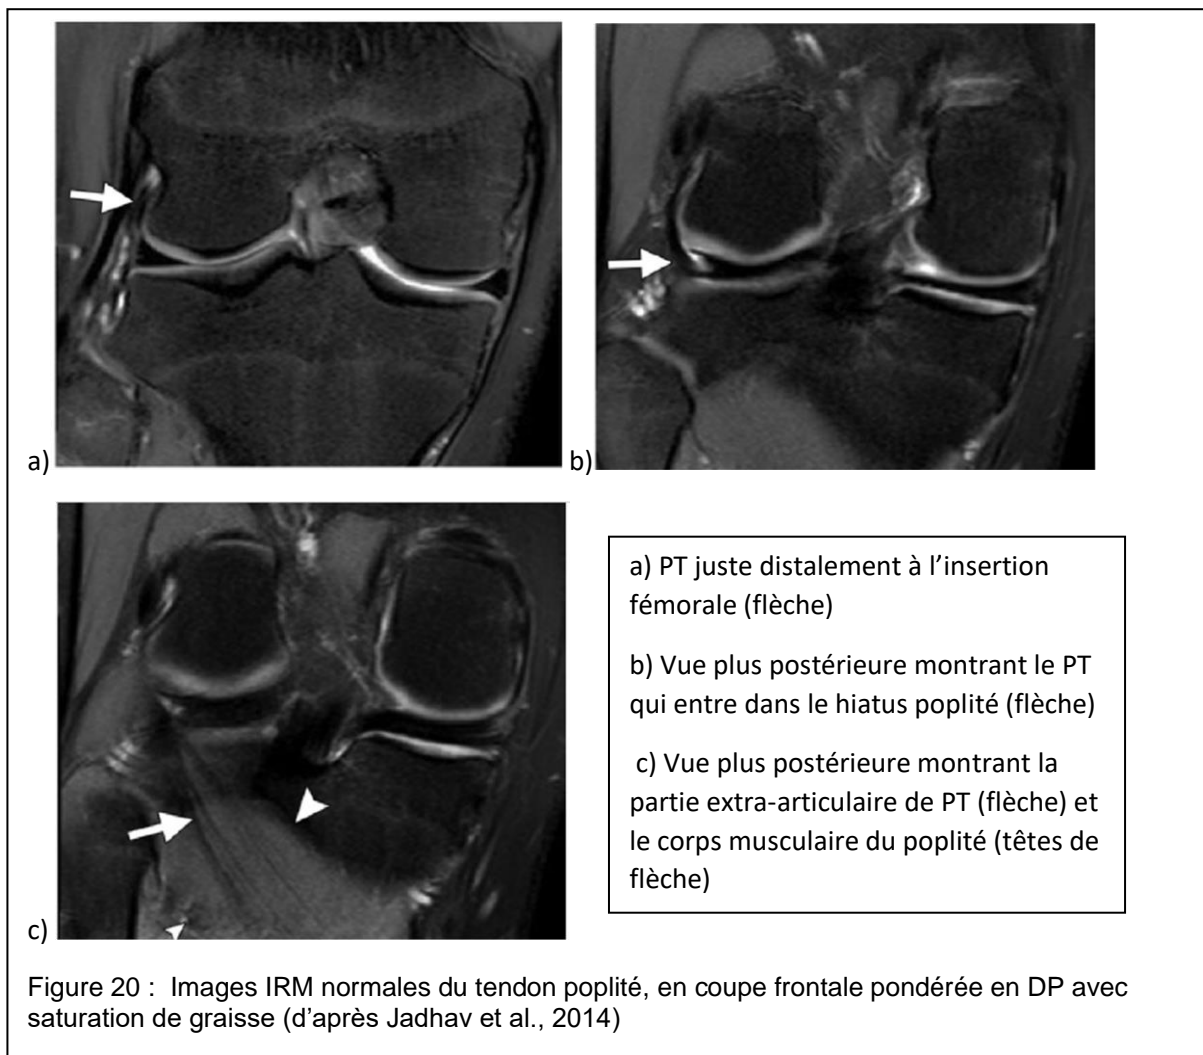 a)
b)
c)
a) PT juste distalement à l’insertion
fémorale (flèche)
b) Vue plus postérieure montrant le PT
qui entre dans le hiatus poplité (flèche)
c) Vue plus postérieure montrant la
partie extra-articulaire de PT (flèche) et
le corps musculaire du poplité (têtes de
flèche)
Figure 20 : Images IRM normales du tendon poplité, en coupe frontale pondérée en DP avec
saturation de graisse (d’après Jadhav et al., 2014)